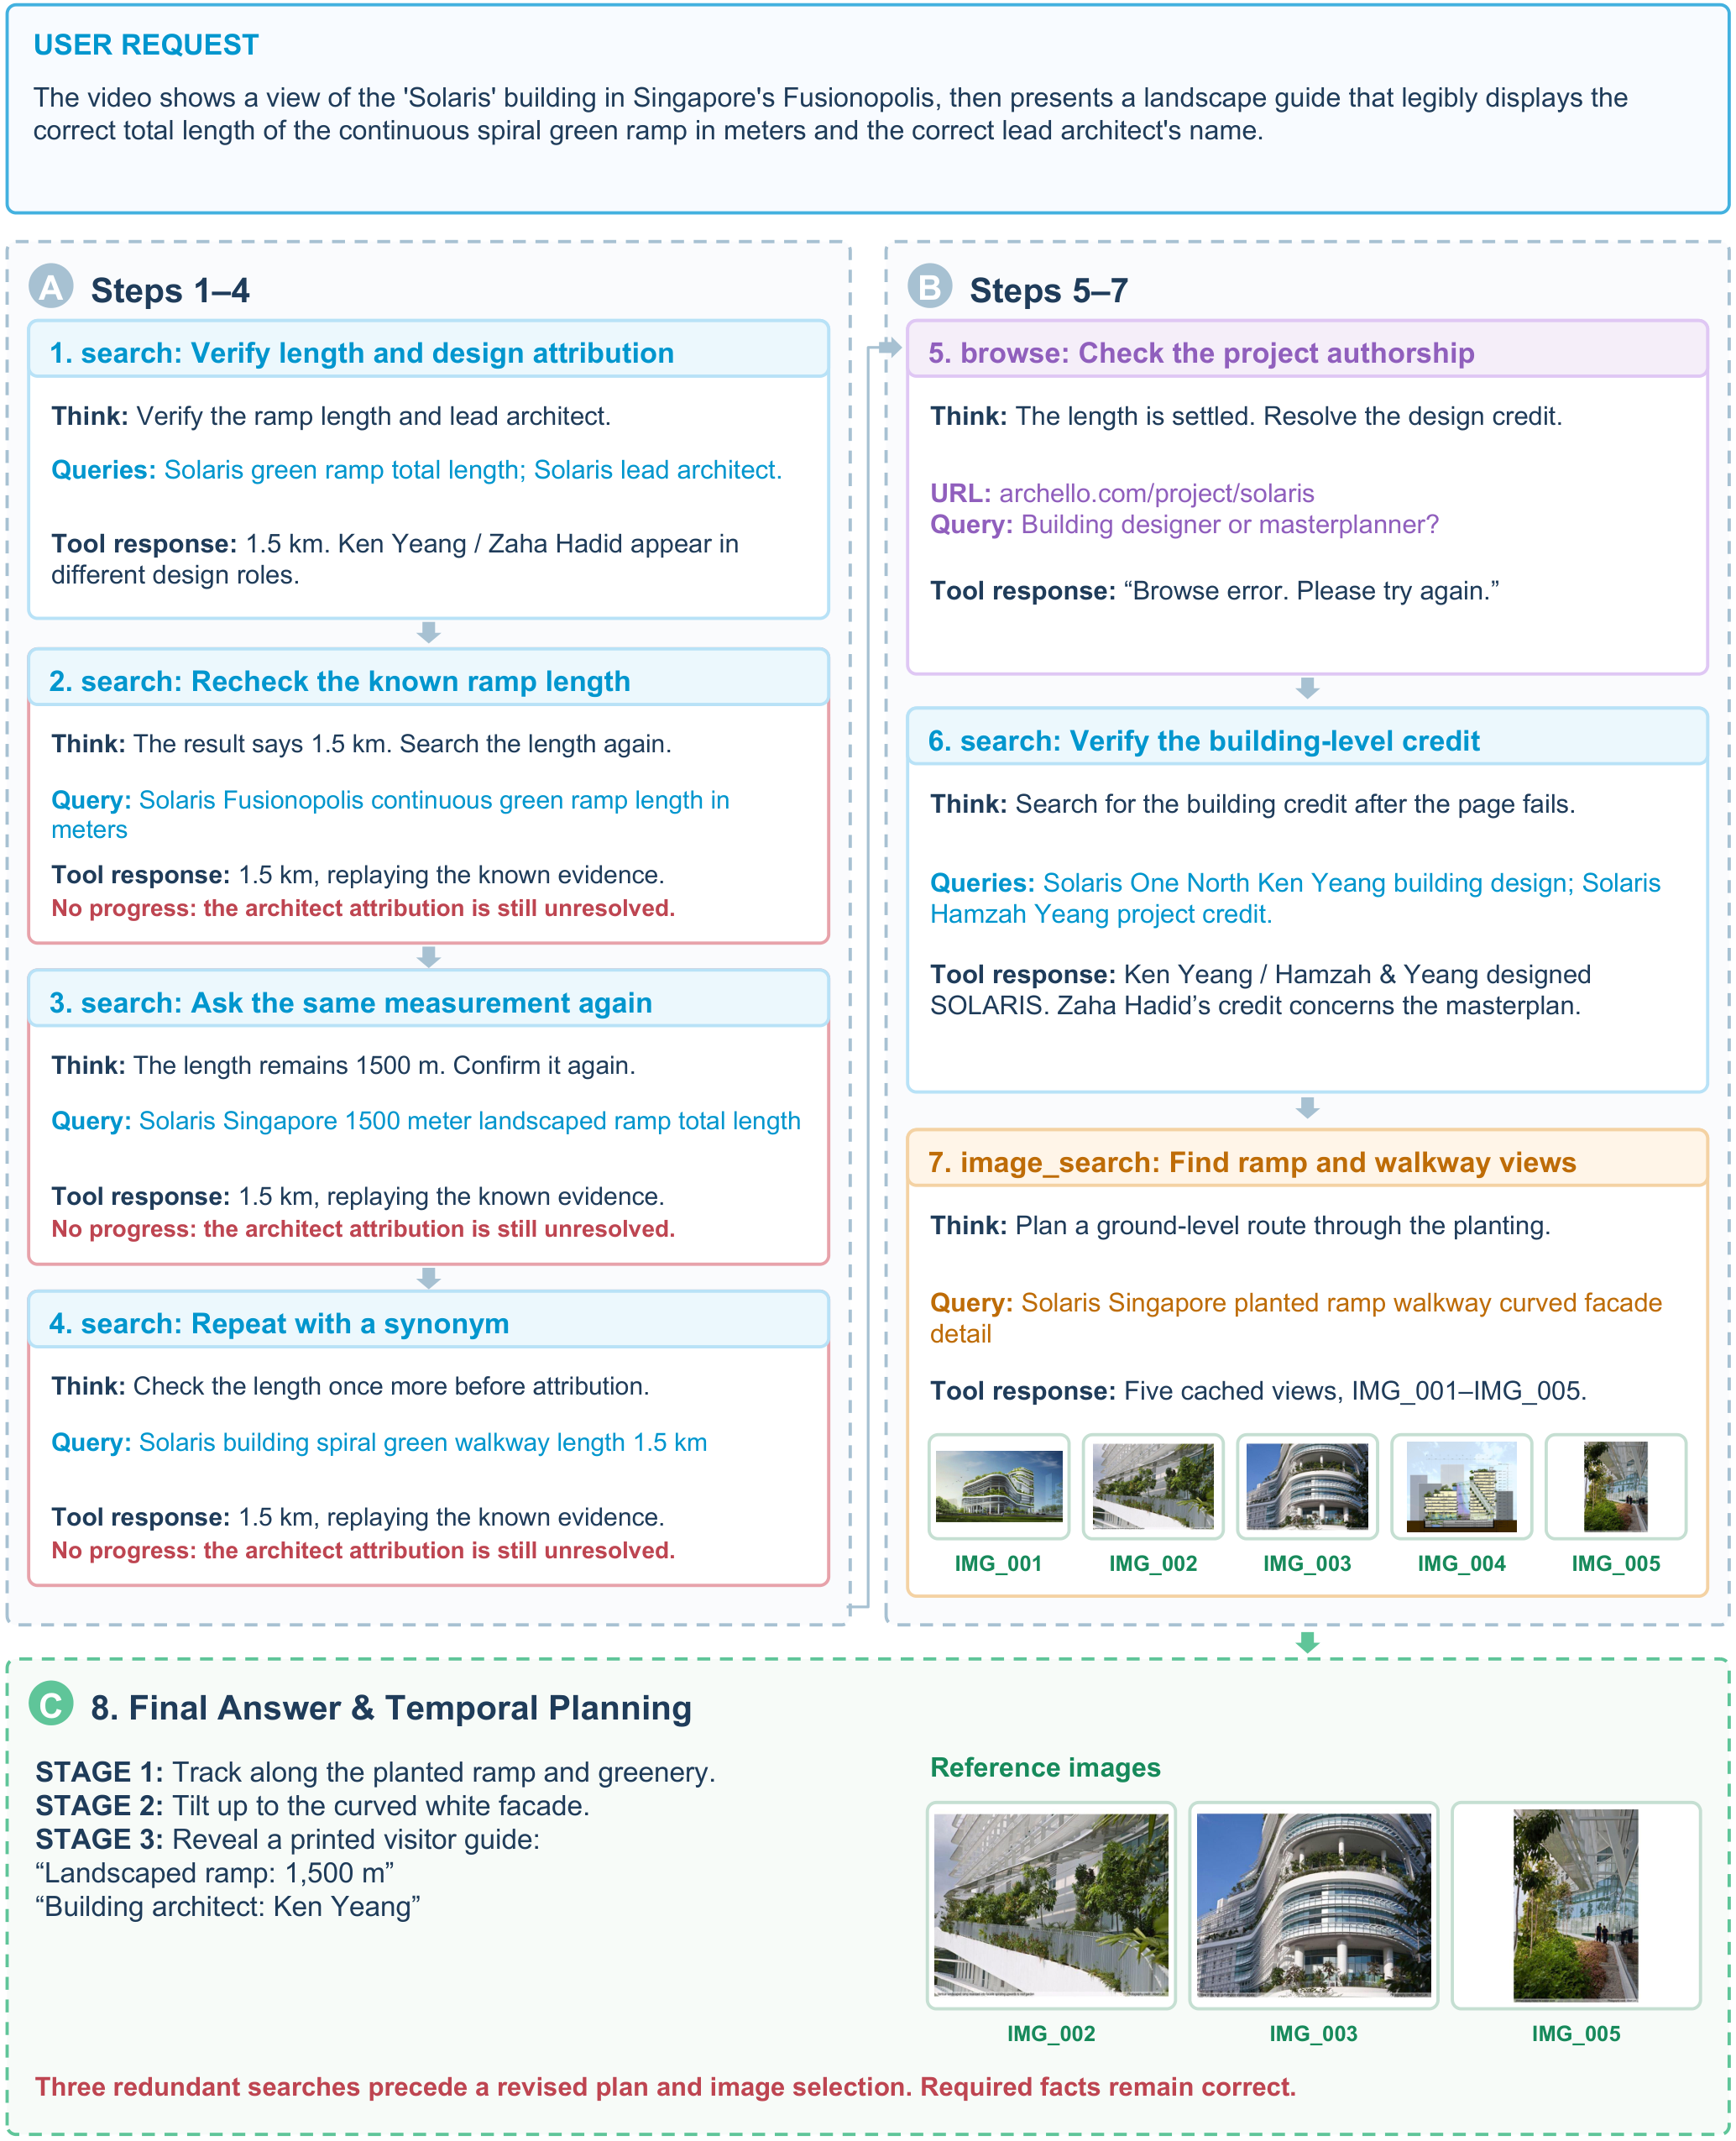 USER REQUEST
The video shows a view of the 'Solaris' building in Singapore's Fusionopolis, then presents a landscape guide that legibly displays the
correct total length of the continuous spiral green ramp in meters and the correct lead architect's name.
A Steps 1–4
1. search: Verify length and design attribution
Think: Verify the ramp length and lead architect.
Queries: Solaris green ramp total length; Solaris lead architect.
Tool response: 1.5 km. Ken Yeang / Zaha Hadid appear in
different design roles.
2. search: Recheck the known ramp length
Think: The result says 1.5 km. Search the length again.
Query: Solaris Fusionopolis continuous green ramp length in
meters
Tool response: 1.5 km, replaying the known evidence.
No progress: the architect attribution is still unresolved.
3. search: Ask the same measurement again
Think: The length remains 1500 m. Confirm it again.
Query: Solaris Singapore 1500 meter landscaped ramp total length
Tool response: 1.5 km, replaying the known evidence.
No progress: the architect attribution is still unresolved.
4. search: Repeat with a synonym
Think: Check the length once more before attribution.
Query: Solaris building spiral green walkway length 1.5 km
Tool response: 1.5 km, replaying the known evidence.
No progress: the architect attribution is still unresolved.
B Steps 5–7
5. browse: Check the project authorship
Think: The length is settled. Resolve the design credit.
URL: archello.com/project/solaris
Query: Building designer or masterplanner?
Tool response: “Browse error. Please try again.”
6. search: Verify the building-level credit
Think: Search for the building credit after the page fails.
Queries: Solaris One North Ken Yeang building design; Solaris
Hamzah Yeang project credit.
Tool response: Ken Yeang / Hamzah & Yeang designed
SOLARIS. Zaha Hadid’s credit concerns the masterplan.
7. image_search: Find ramp and walkway views
Think: Plan a ground-level route through the planting.
Query: Solaris Singapore planted ramp walkway curved facade
detail
Tool response: Five cached views, IMG_001–IMG_005.
IMG_001 IMG_002 IMG_003 IMG_004 IMG_005
C 8. Final Answer & Temporal Planning
STAGE 1: Track along the planted ramp and greenery.
STAGE 2: Tilt up to the curved white facade.
STAGE 3: Reveal a printed visitor guide:
“Landscaped ramp: 1,500 m”
“Building architect: Ken Yeang”
Reference images
IMG_002 IMG_003 IMG_005
Three redundant searches precede a revised plan and image selection. Required facts remain correct.